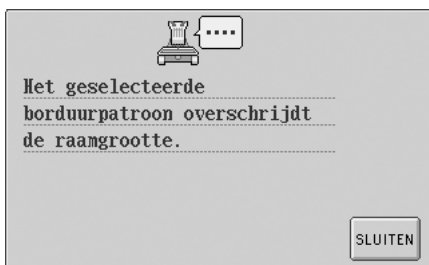 Het geselecteerde
borduurpatroon overschrijdt
de raamgrootte.
SLUITEN